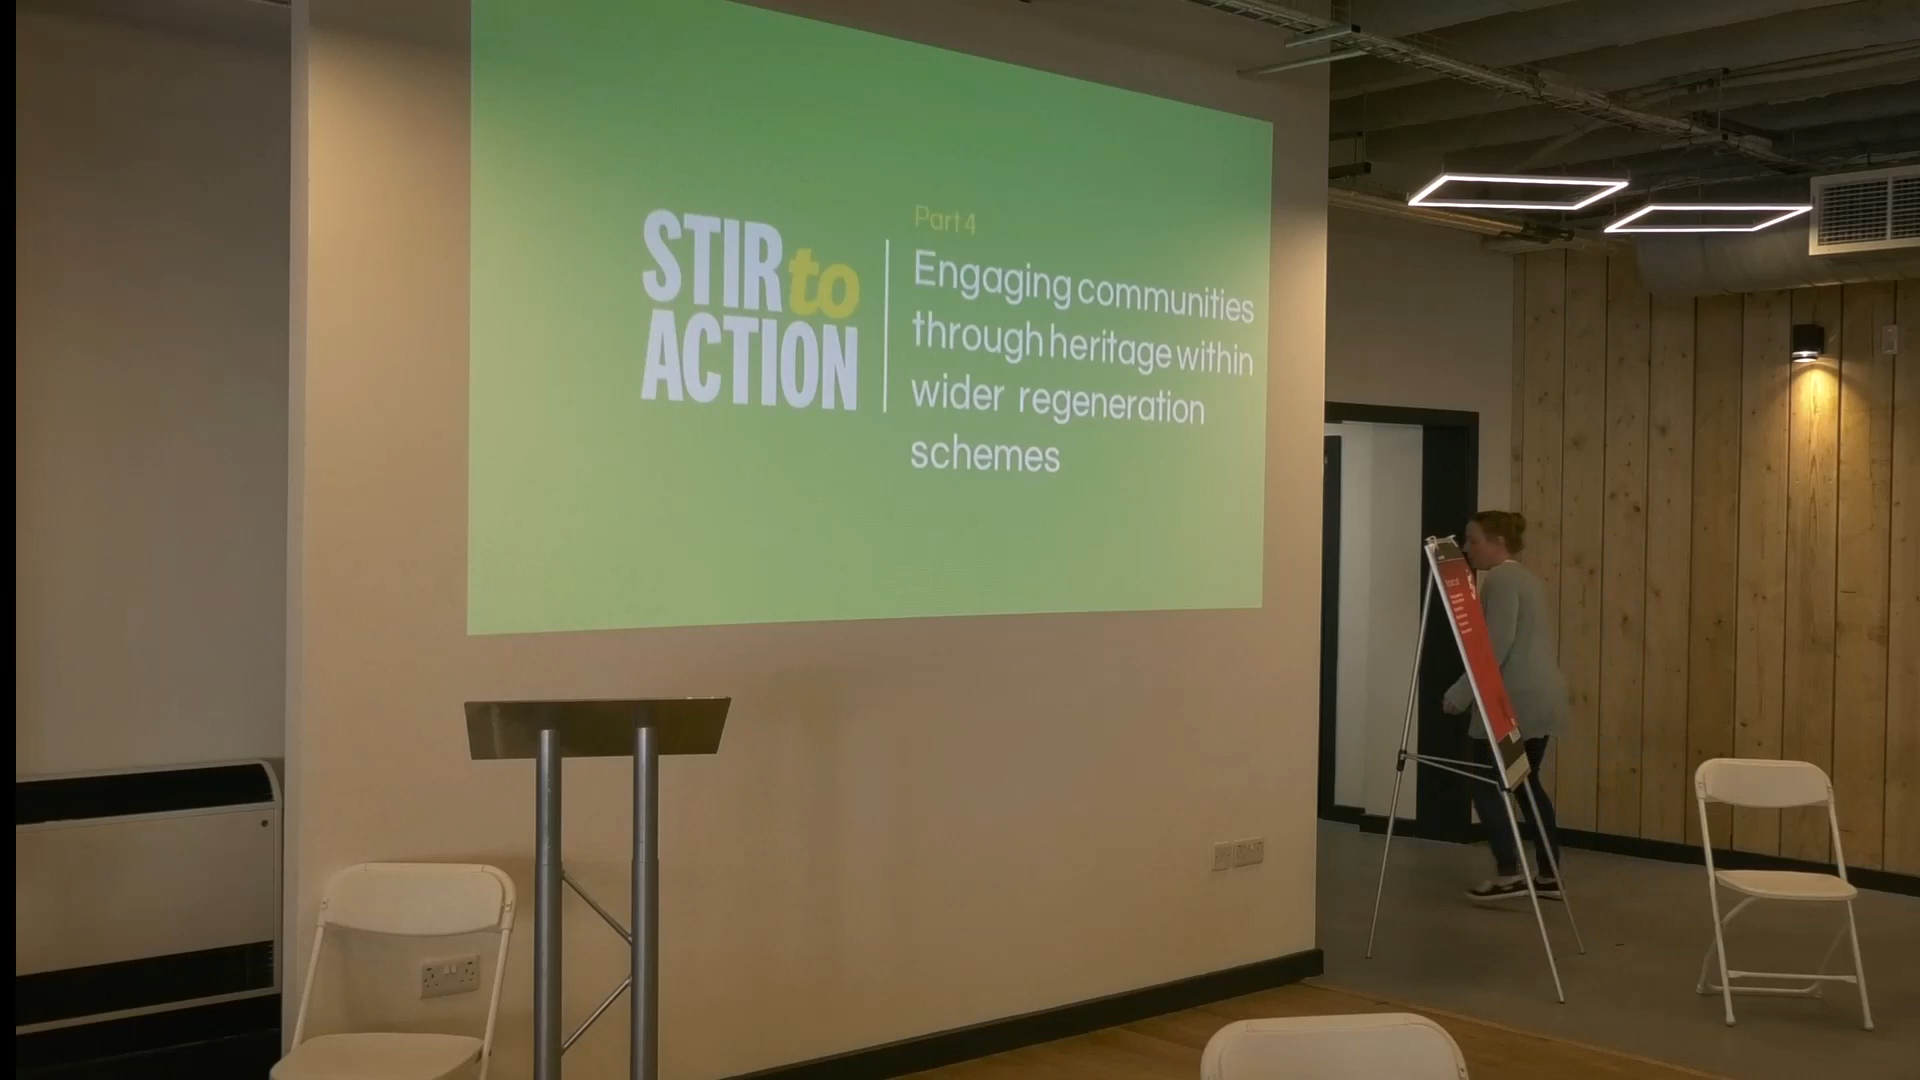 STIR to
ACTION
Part 4
Engaging communities
through heritage within
wider regeneration
schemes